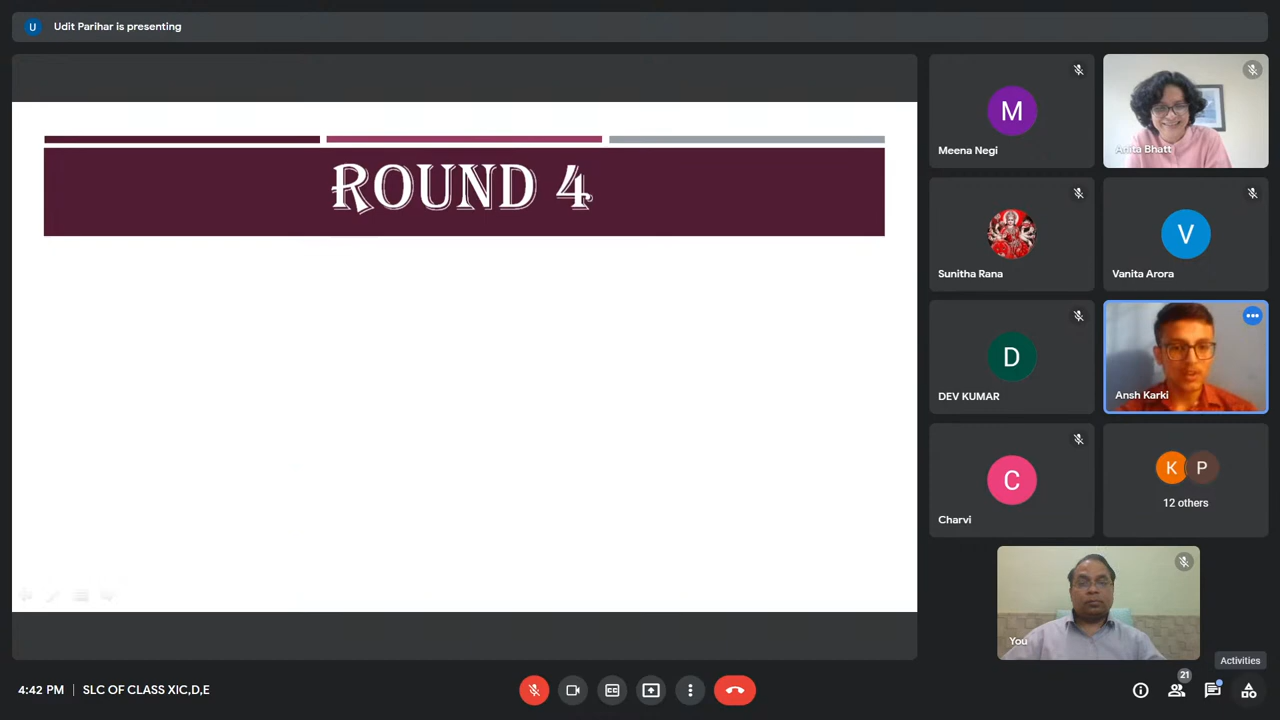 U Udit Parihar is presenting
ROUND 4
M
Meena Negi
Anita Bhatt
Sunitha Rana
V
Vanita Arora
D
DEV KUMAR
Ansh Karki
C
Charvi
K P
12 others
You
Activities
4:42 PM | SLC OF CLASS XIC,D,E
CC
21